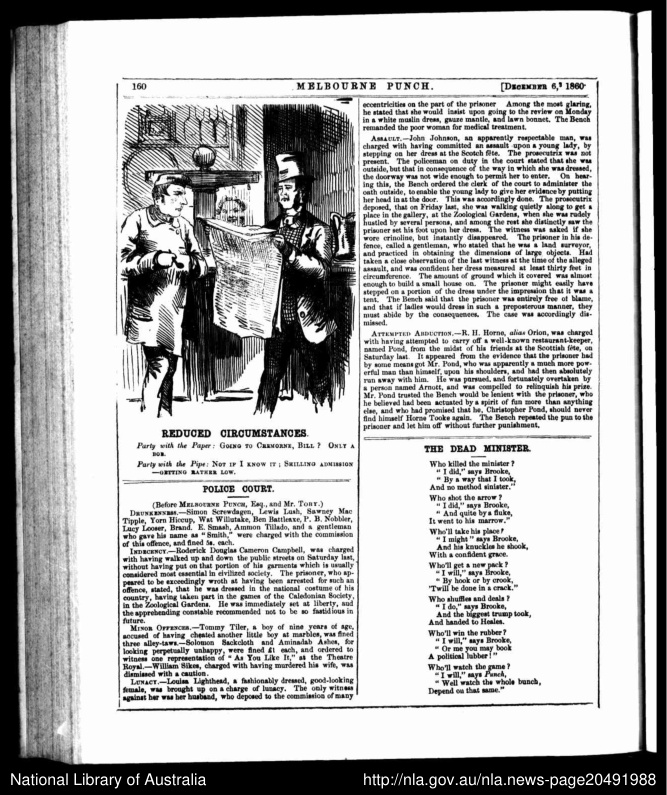 160
MELBOURNE PUNCH.
[DECEMBER 6, 1860
REDUCED CIRCUMSTANCES.
Party with the Paper: GOING TO CREMORNE, BILL? ONLY A
BOB.
Party with the Pipe: NOT IF I KNOW IT; SHILLING ADMISSION
—GETTING RATHER LOW.
POLICE COURT.
(Before MELBOURNE PUNCH, Esq., and Mr. TOBY.)
DRUNKENNESS.—Simon Screwdagen, Lewis Lush, Sawney Mac
Tipple, Yorn Hiccup, Wat Willutake, Ben Battleaxe, P. B. Nobbler,
Lucy Looser, Brand. E. Smash, Ammon Tillado, and a gentleman
who gave his name as "Smith," were charged with the commission
of this offence, and fined 5s. each.
INDECENCY.—Roderick Douglas Cameron Campbell, was charged
with having walked up and down the public streets on Saturday last,
without having put on that portion of his garments which is usually
considered most essential in civilized society. The prisoner, who ap-
peared to be exceedingly wroth at having been arrested for such an
offence, stated, that he was dressed in the national costume of his
country, having taken part in the games of the Caledonian Society,
in the Zoological Gardens. He was immediately set at liberty, and
the apprehending constable recommended not to be so fastidious in
future.
MINOR OFFENCES.—Tommy Tiler, a boy of nine years of age,
accused of having cheated another little boy at marbles, was fined
three alley-taws.—Solomon Sackcloth and Aminadab Ashes, for
looking perpetually unhappy, were fined £1 each, and ordered to
witness one representation of "As You Like It," at the Theatre
Royal.—William Sikes, charged with having murdered his wife, was
dismissed with a caution.
LUNACY.—Louisa Lighthead, a fashionably dressed, good-looking
female, was brought up on a charge of lunacy. The only witness
against her was her husband, who deposed to the commission of many
eccentricities on the part of the prisoner Among the most glaring,
he stated that she would insist upon going to the review on Monday
in a white muslin dress, gauze mantle, and lawn bonnet. The Bench
remanded the poor woman for medical treatment.
ASSAULT.—John Johnson, an apparently respectable man, was
charged with having committed an assault upon a young lady, by
stepping on her dress at the Scotch fête. The prosecutrix was not
present. The policeman on duty in the court stated that she was
outside, but that in consequence of the way in which she was dressed,
the doorway was not wide enough to permit her to enter. On hear-
ing this, the Bench ordered the clerk of the court to administer the
oath outside, to enable the young lady to give her evidence by putting
her head in at the door. This was accordingly done. The prosecutrix
deposed, that on Friday last, she was walking quietly along to get a
place in the gallery, at the Zoological Gardens, when she was rudely
hustled by several persons, and among the rest she distinctly saw the
prisoner set his foot upon her dress. The witness was asked if she
wore crinoline, but instantly disappeared. The prisoner in his de-
fence, called a gentleman, who stated that he was a land surveyor,
and practiced in obtaining the dimensions of large objects. Had
taken a close observation of the last witness at the time of the alleged
assault, and was confident her dress measured at least thirty feet in
circumference. The amount of ground which it covered was almost
enough to build a small house on. The prisoner might easily have
stepped on a portion of the dress under the impression that it was a
tent. The Bench said that the prisoner was entirely free of blame,
and that if ladies would dress in such a preposterous manner, they
must abide by the consequences. The case was accordingly dis-
missed.
ATTEMPTED ABDUCTION.—R. H. Horne, alias Orion, was charged
with having attempted to carry off a well-known restaurant-keeper,
named Pond, from the midst of his friends at the Scottish fête, on
Saturday last. It appeared from the evidence that the prisoner had
by some means got Mr. Pond, who was apparently a much more pow-
erful man than himself, upon his shoulders, and had then absolutely
run away with him. He was pursued, and fortunately overtaken by
a person named Arnott, and was compelled to relinquish his prize.
Mr. Pond trusted the Bench would be lenient with the prisoner, who
he believed had been actuated by a spirit of fun more than anything
else, and who had promised that he, Christopher Pond, should never
find himself Horne Tooke again. The Bench repeated the pun to the
prisoner and let him off without further punishment,
THE DEAD MINISTER.
Who killed the minister?
"I did," says Brooke,
"By a way that I took,
And no method sinister."
Who shot the arrow?
"I did," says Brooke,
"And quite by a fluke,
It went to his marrow."
Who'll take his place?
"I might" says Brooke,
And his knuckles he shook,
With a confident grace.
Who'll get a new pack?
"I will," says Brooke,
"By hook or by crook,
'Twill be done in a crack."
Who shuffles and deals?
"I do," says Brooke,
And the biggest trump took,
And handed to Heales.
Who'll win the rubber?
"I will," says Brooke,
"Or me you may book
A political lubber!"
Who'll watch the game?
"I will," says Punch,
"Well watch the whole bunch,
Depend on that same."
National Library of Australia
http://nla.gov.au/nla.news-page20491988